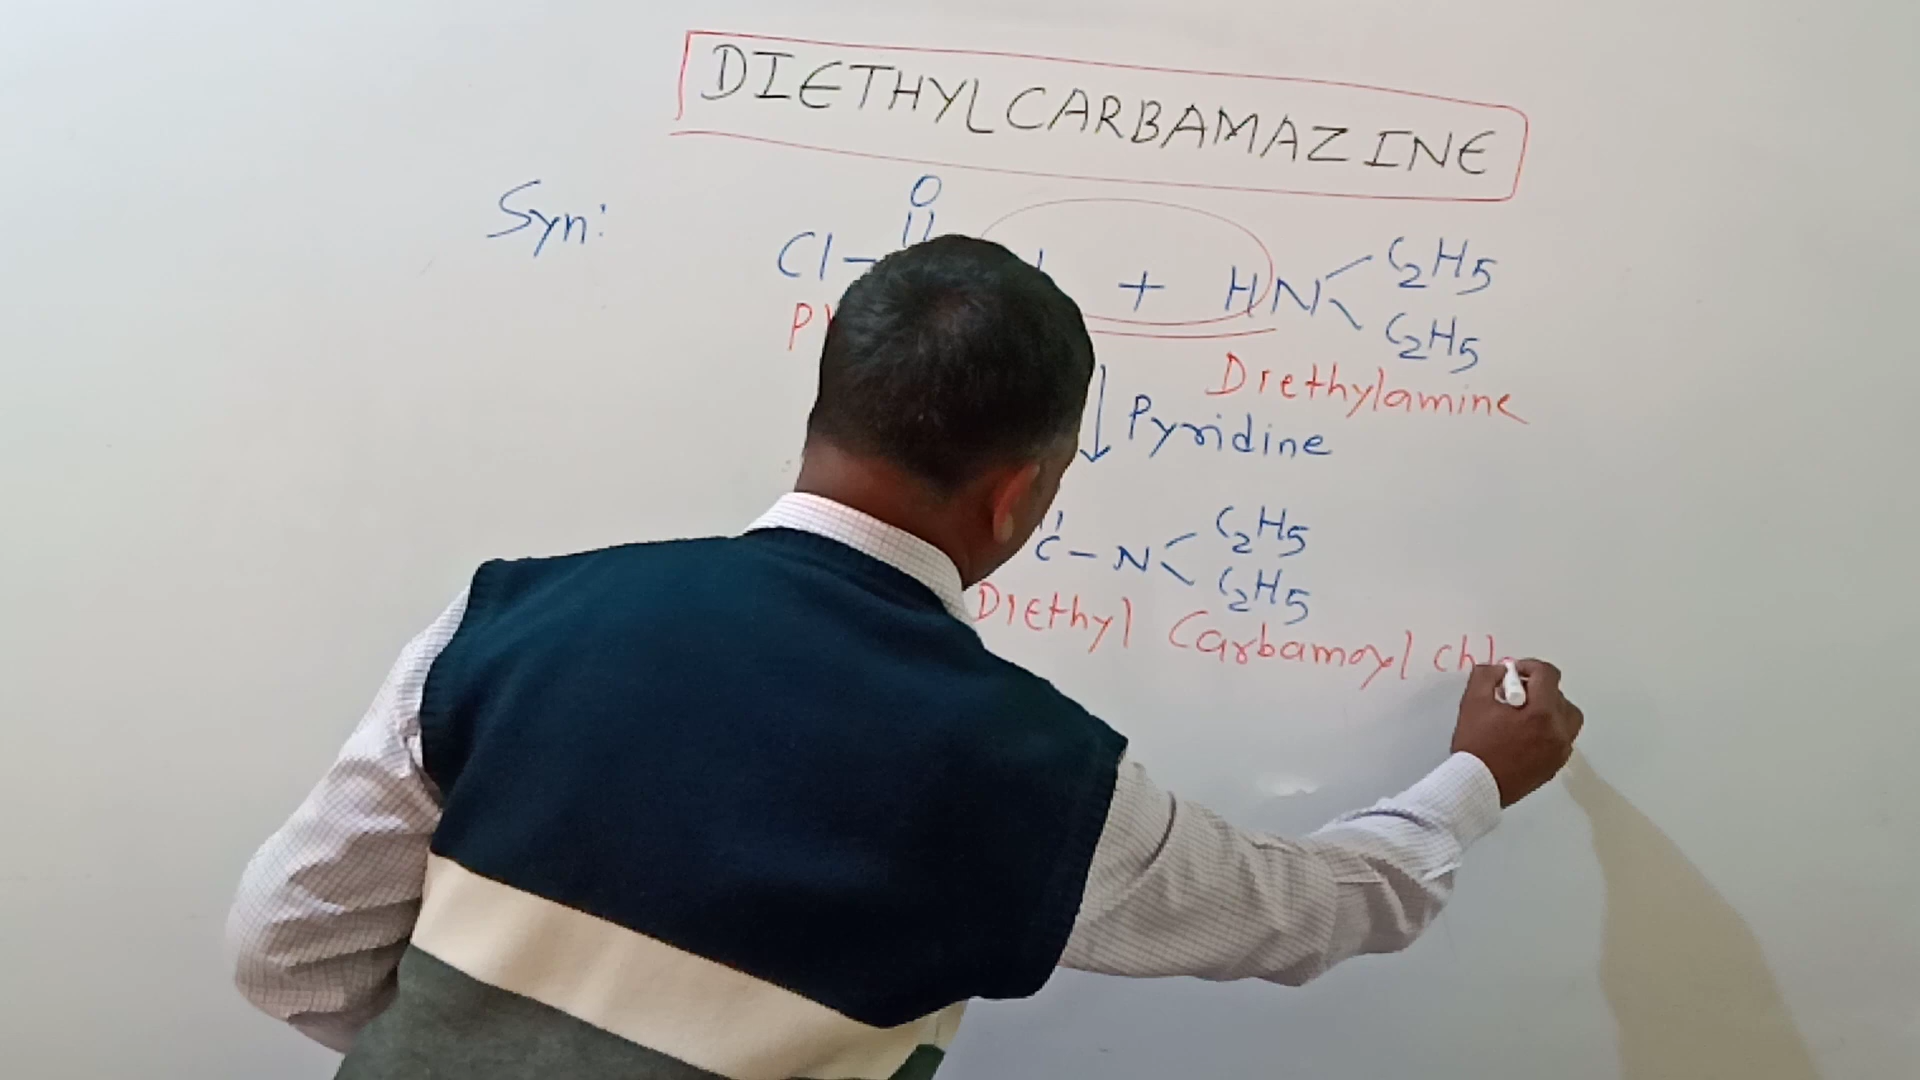 DIETHYLCARBAMAZINE
Syn:
O
Cl- + HN C2H5
C2H5
Diethylamine
Pyridine
C-N C2H5
C2H5
Diethyl Carbamoyl